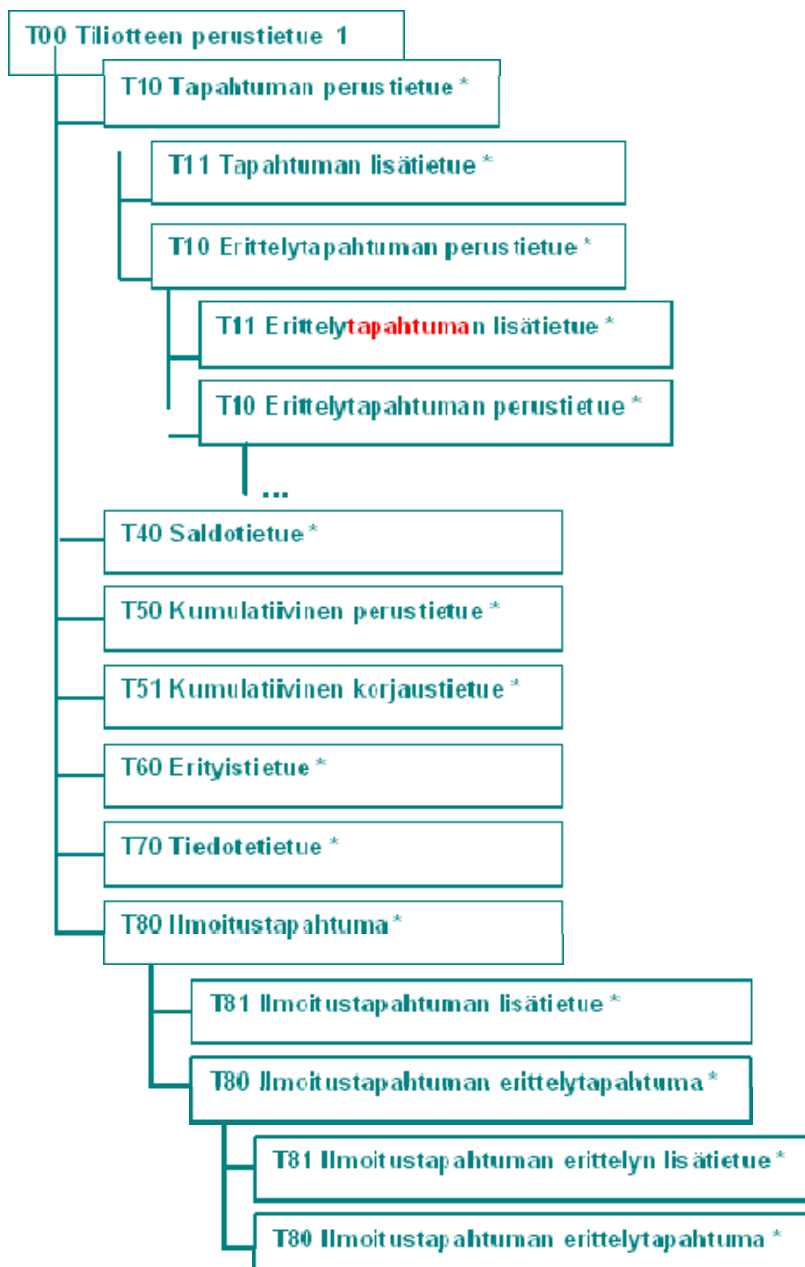 T00 Tiliotteen perustietue 1
T10 Tapahtuman perustietue *
T11 Tapahtuman lisätietue *
T10 Erittelytapahtuman perustietue *
T11 Erittelytapahtuman lisätietue *
T10 Erittelytapahtuman perustietue *
...
T40 Saldotietue *
T50 Kumulatiivinen perustietue *
T51 Kumulatiivinen korjaustietue *
T60 Erityistietue *
T70 Tiedotetietue *
T80 Ilmoitustapahtuma *
T81 Ilmoitustapahtuman lisätietue *
T80 Ilmoitustapahtuman erittelytapahtuma *
T81 Ilmoitustapahtuman erittelyn lisätietue *
T80 Ilmoitustapahtuman erittelytapahtuma *